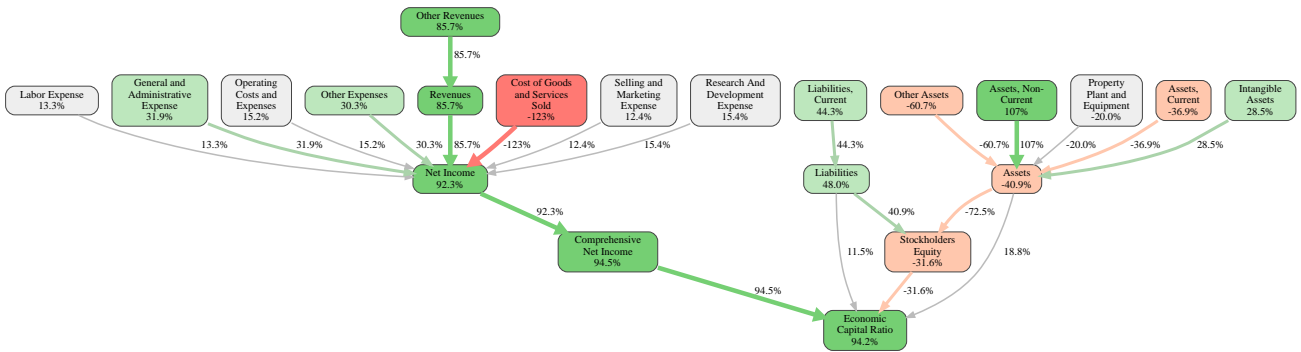 Other Revenues
85.7%
85.7%
Labor Expense
13.3%
General and
Administrative
Expense
31.9%
Operating
Costs and
Expenses
15.2%
Other Expenses
30.3%
Revenues
85.7%
Cost of Goods
and Services
Sold
-123%
Selling and
Marketing
Expense
12.4%
Research And
Development
Expense
15.4%
Liabilities,
Current
44.3%
Other Assets
-60.7%
Assets, Non-
Current
107%
Property
Plant and
Equipment
-20.0%
Assets,
Current
-36.9%
Intangible
Assets
28.5%
13.3%
31.9%
15.2%
30.3%
85.7%
-123%
12.4%
15.4%
44.3%
-60.7%
107%
-20.0%
-36.9%
28.5%
Net Income
92.3%
Liabilities
48.0%
Assets
-40.9%
92.3%
40.9%
-72.5%
Comprehensive
Net Income
94.5%
11.5%
Stockholders
Equity
-31.6%
18.8%
94.5%
-31.6%
Economic
Capital Ratio
94.2%